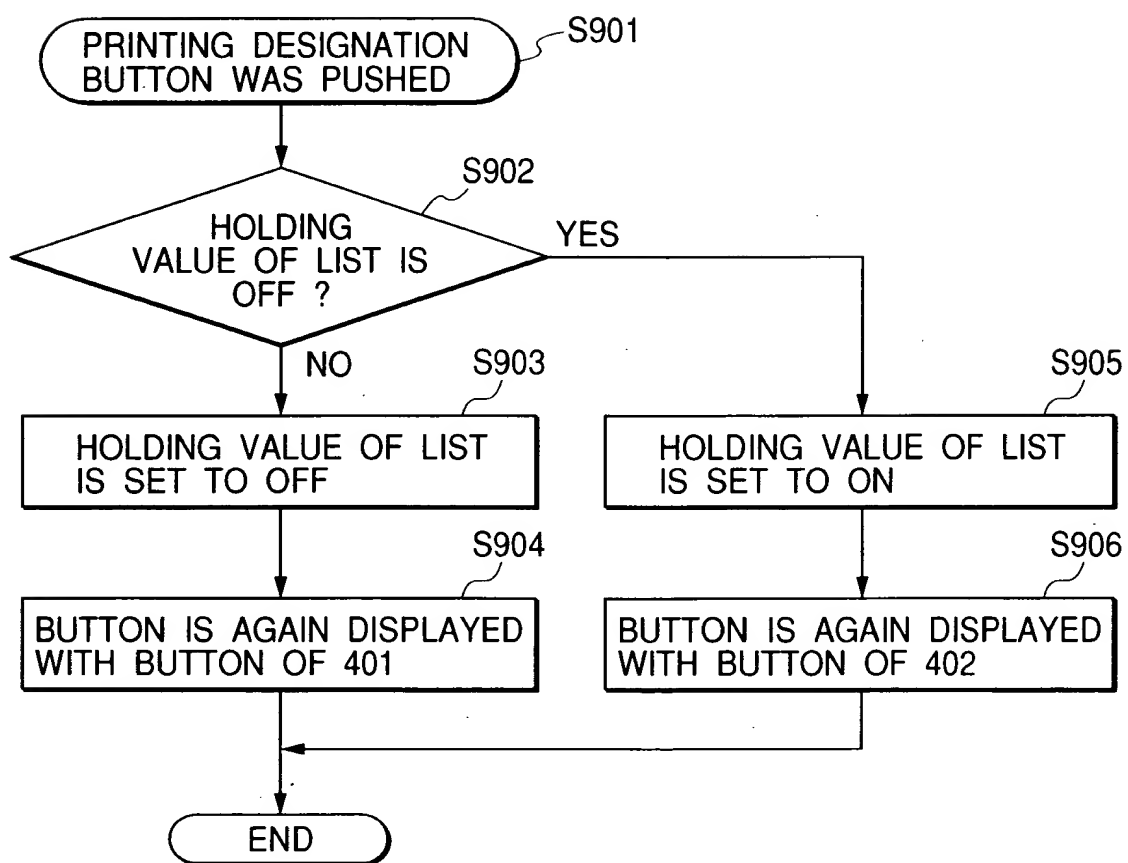 PRINTING DESIGNATION
BUTTON WAS PUSHED
S901
S902
HOLDING
VALUE OF LIST IS
OFF ?
YES
NO
S903
HOLDING VALUE OF LIST
IS SET TO OFF
S905
HOLDING VALUE OF LIST
IS SET TO ON
S904
BUTTON IS AGAIN DISPLAYED
WITH BUTTON OF 401
S906
BUTTON IS AGAIN DISPLAYED
WITH BUTTON OF 402
END